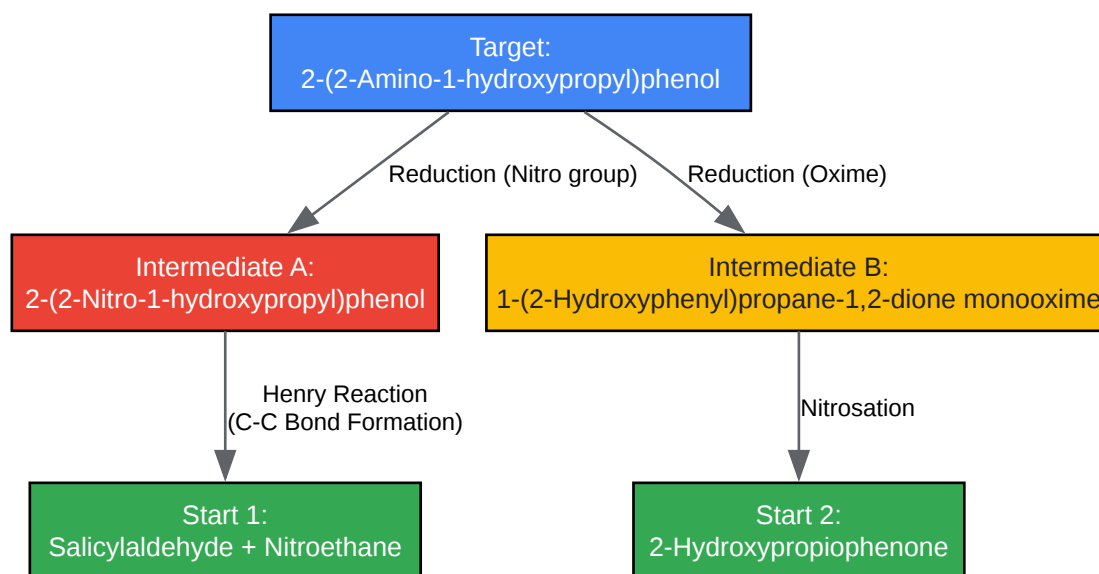 Target:
2-(2-Amino-1-hydroxypropyl)phenol
Reduction (Nitro group)
Reduction (Oxime)
Intermediate A:
2-(2-Nitro-1-hydroxypropyl)phenol
Intermediate B:
1-(2-Hydroxyphenyl)propane-1,2-dione monooxime
Henry Reaction
(C-C Bond Formation)
Nitrosation
Start 1:
Salicylaldehyde + Nitroethane
Start 2:
2-Hydroxypropiophenone